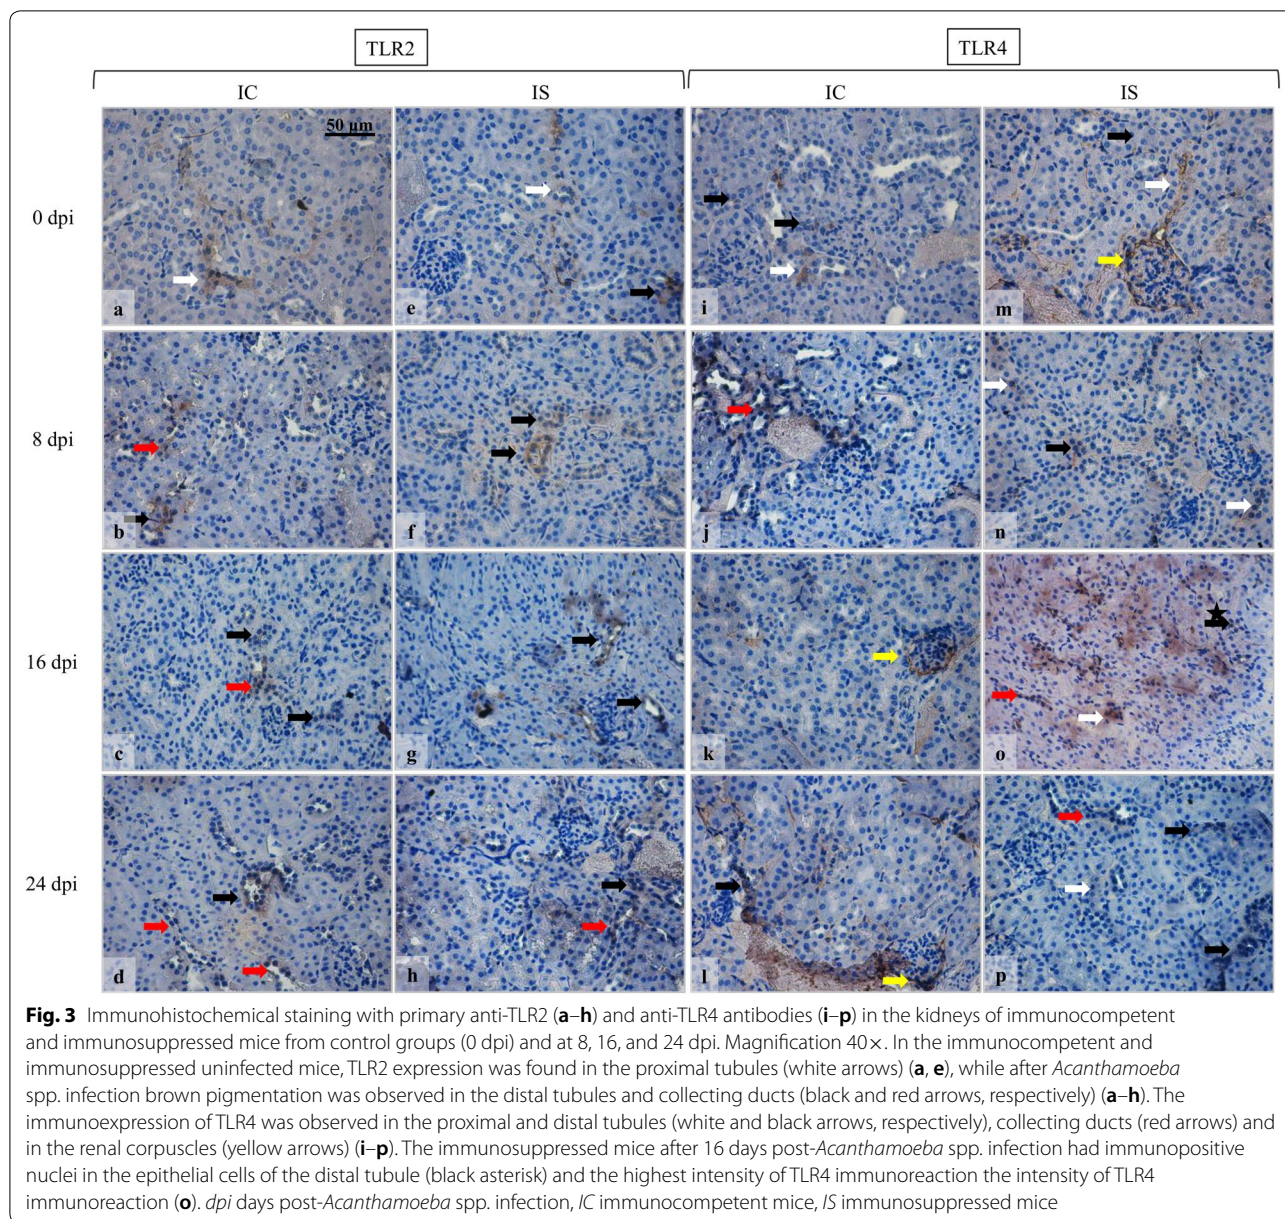 TLR2
TLR4
IC
IS
IC
IS
50 µm
0 dpi
a
e
i
m
8 dpi
b
f
j
n
16 dpi
c
g
k
o
24 dpi
d
h
l
p
Fig. 3 Immunohistochemical staining with primary anti-TLR2 (a–h) and anti-TLR4 antibodies (i–p) in the kidneys of immunocompetent
and immunosuppressed mice from control groups (0 dpi) and at 8, 16, and 24 dpi. Magnification 40×. In the immunocompetent and
immunosuppressed uninfected mice, TLR2 expression was found in the proximal tubules (white arrows) (a, e), while after Acanthamoeba
spp. infection brown pigmentation was observed in the distal tubules and collecting ducts (black and red arrows, respectively) (a–h). The
immunoexpression of TLR4 was observed in the proximal and distal tubules (white and black arrows, respectively), collecting ducts (red arrows) and
in the renal corpuscles (yellow arrows) (i–p). The immunosuppressed mice after 16 days post-Acanthamoeba spp. infection had immunopositive
nuclei in the epithelial cells of the distal tubule (black asterisk) and the highest intensity of TLR4 immunoreaction the intensity of TLR4
immunoreaction (o). dpi days post-Acanthamoeba spp. infection, IC immunocompetent mice, IS immunosuppressed mice